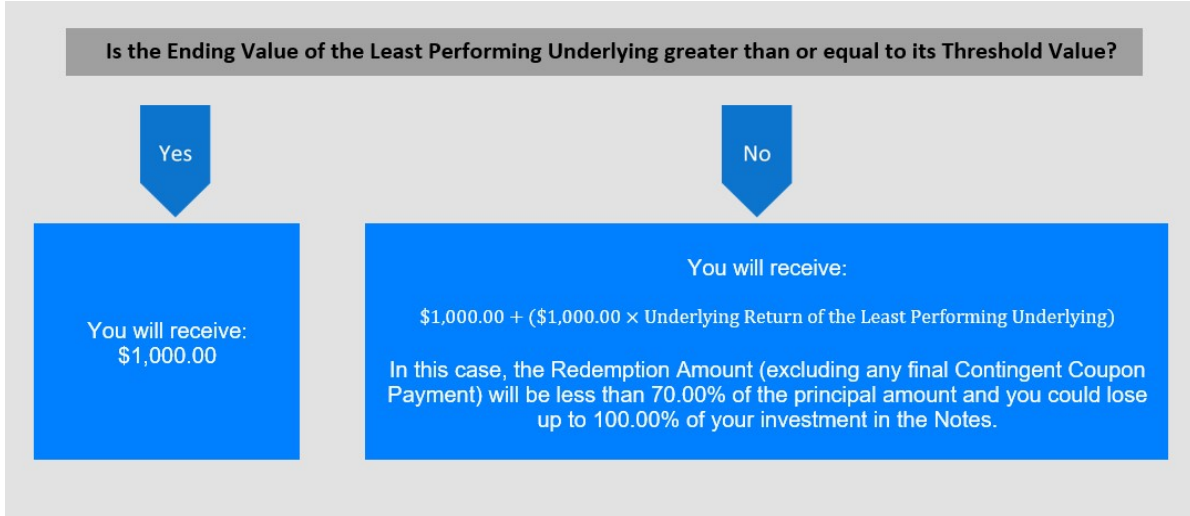 Is the Ending Value of the Least Performing Underlying greater than or equal to its Threshold Value?
Yes
No
You will receive:
$1,000.00
You will receive:
$1,000.00 + ($1,000.00 × Underlying Return of the Least Performing Underlying)
In this case, the Redemption Amount (excluding any final Contingent Coupon
Payment) will be less than 70.00% of the principal amount and you could lose
up to 100.00% of your investment in the Notes.